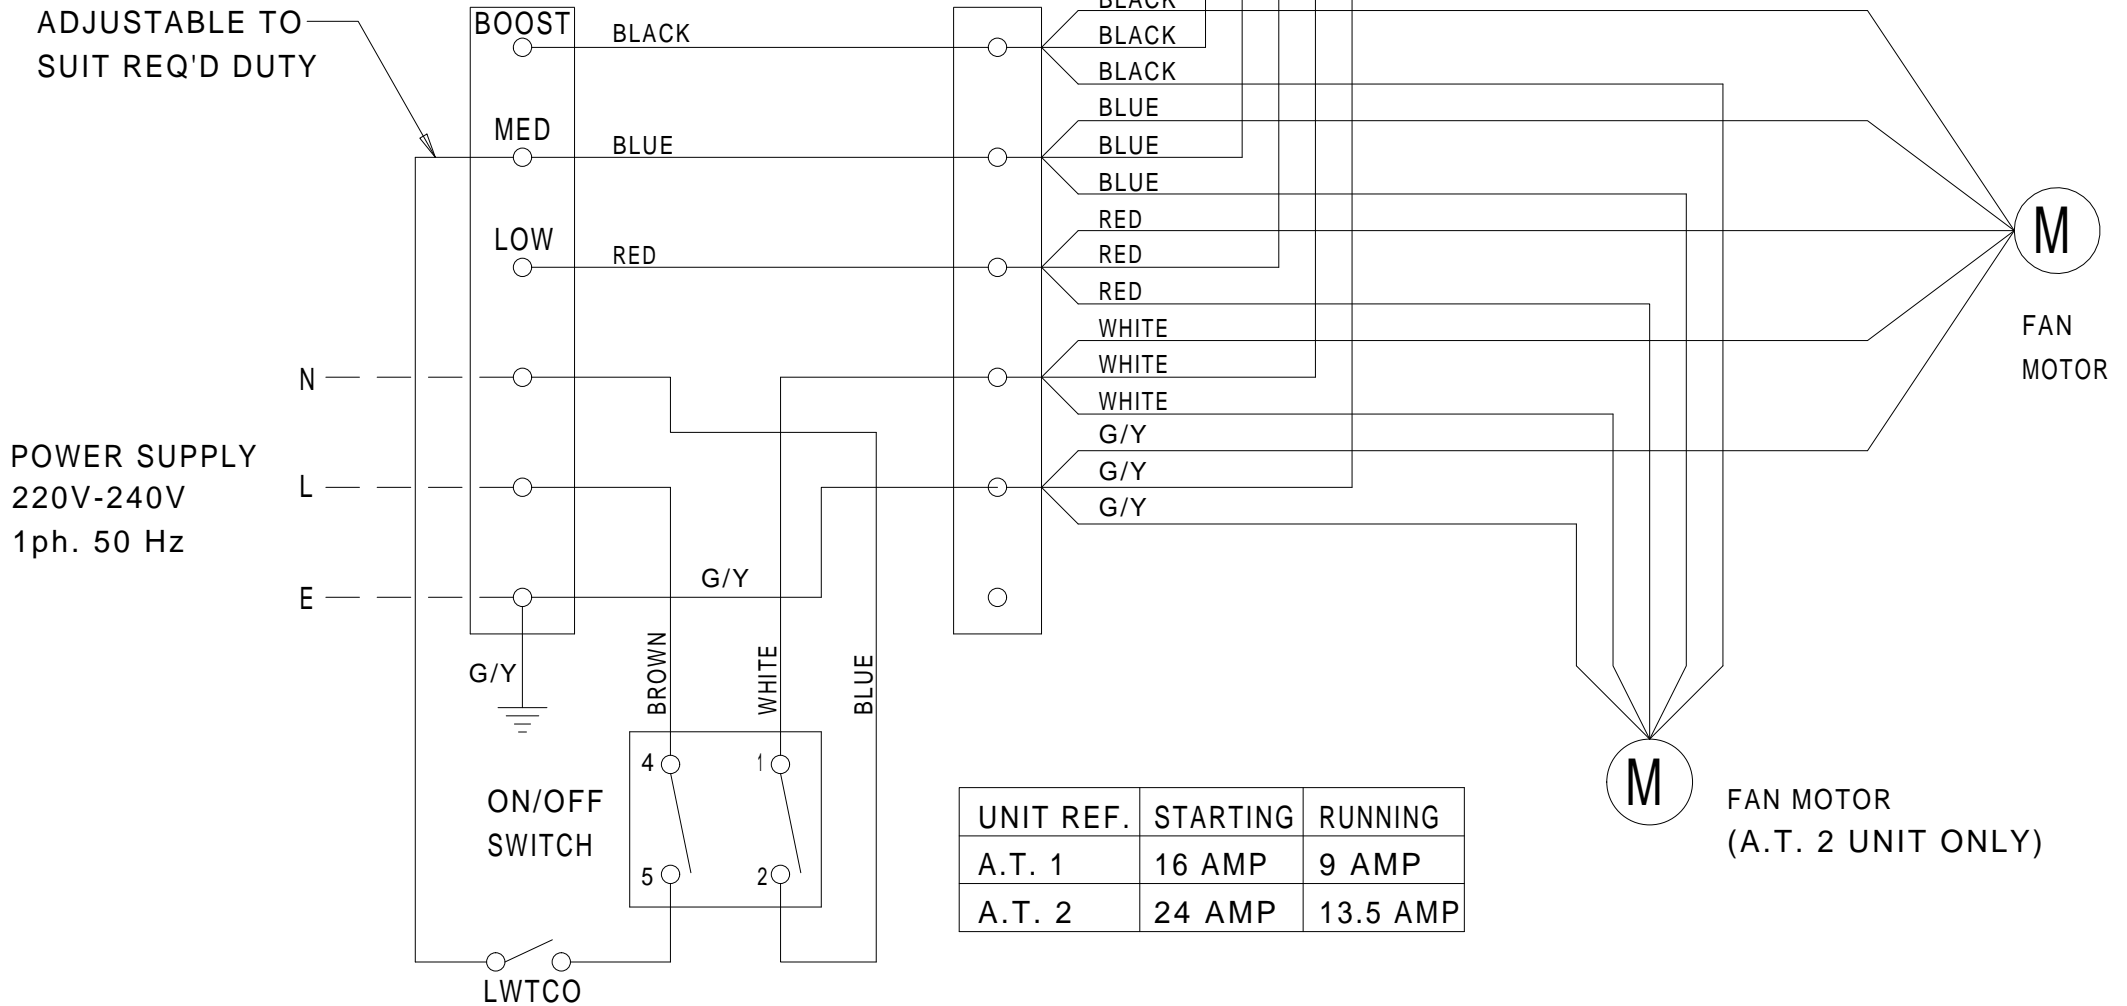 ADJUSTABLE TO
SUIT REQ'D DUTY
BOOST
MED
LOW
BLACK
BLUE
RED
BLACK
BLACK
BLACK
BLUE
BLUE
BLUE
RED
RED
RED
WHITE
WHITE
WHITE
G/Y
G/Y
G/Y
M
FAN
MOTOR
N
POWER SUPPLY
220V-240V
1ph. 50 Hz
L
E
G/Y
G/Y
BROWN
WHITE
BLUE
ON/OFF
SWITCH
4
1
5
2
LWTCO
UNIT REF. STARTING RUNNING
A.T. 1 16 AMP 9 AMP
A.T. 2 24 AMP 13.5 AMP
M
FAN MOTOR
(A.T. 2 UNIT ONLY)